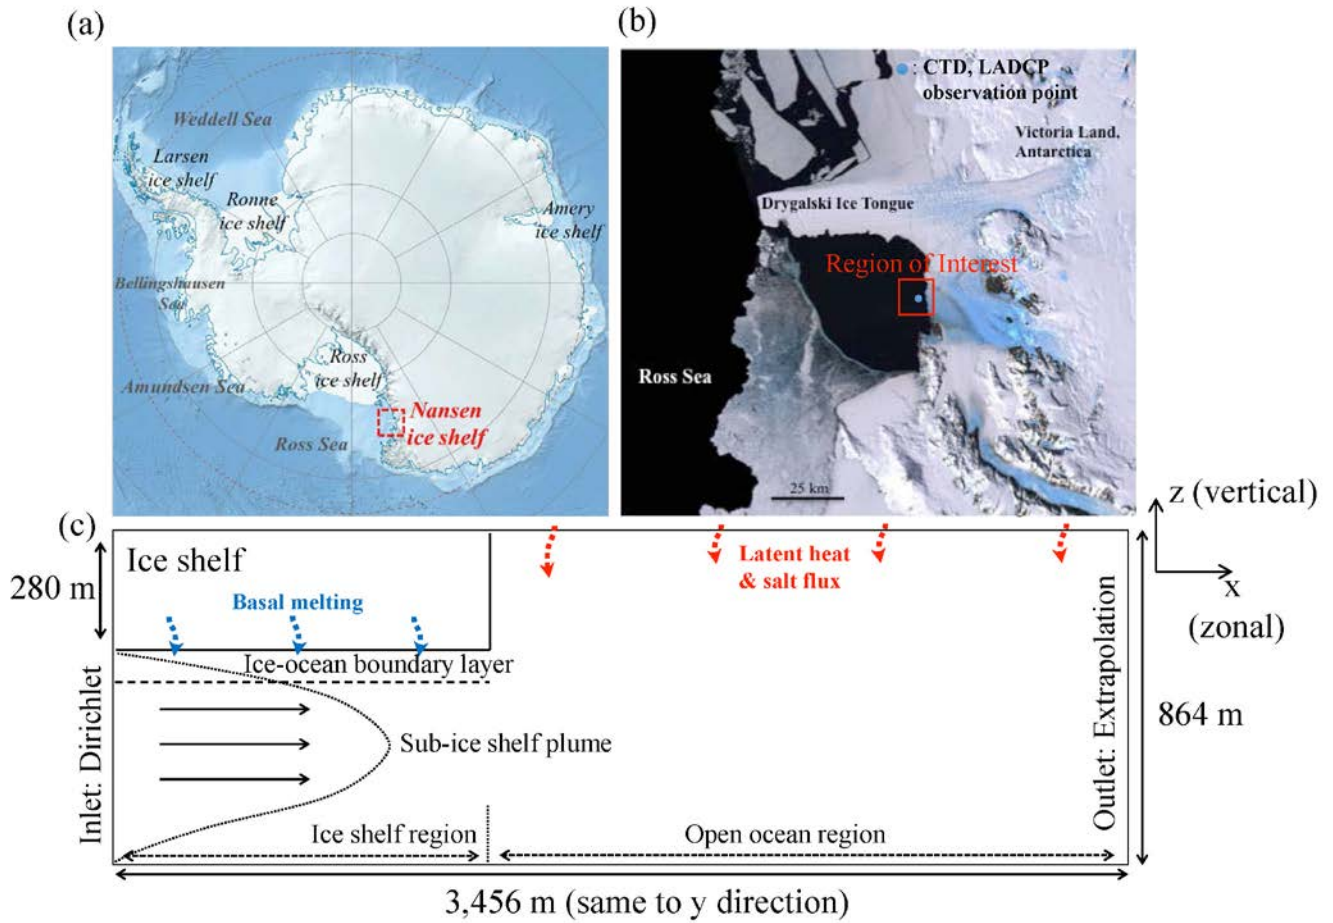 (a)
Weddell Sea
Larsen
ice shelf
Ronne
ice shelf
Amery
ice shelf
Bellingshausen
Sea
Ross
ice shelf
Amundsen Sea
Nansen
ice shelf
Ross Sea
(b)
: CTD, LADCP
observation point
Victoria Land,
Antarctica
Drygalski Ice Tongue
Region of Interest
Ross Sea
25 km
(c)
z (vertical)
x
(zonal)
280 m
Ice shelf
Basal melting
Latent heat
& salt flux
Ice-ocean boundary layer
Inlet: Dirichlet
Sub-ice shelf plume
Outlet: Extrapolation
864 m
Ice shelf region
Open ocean region
3,456 m (same to y direction)